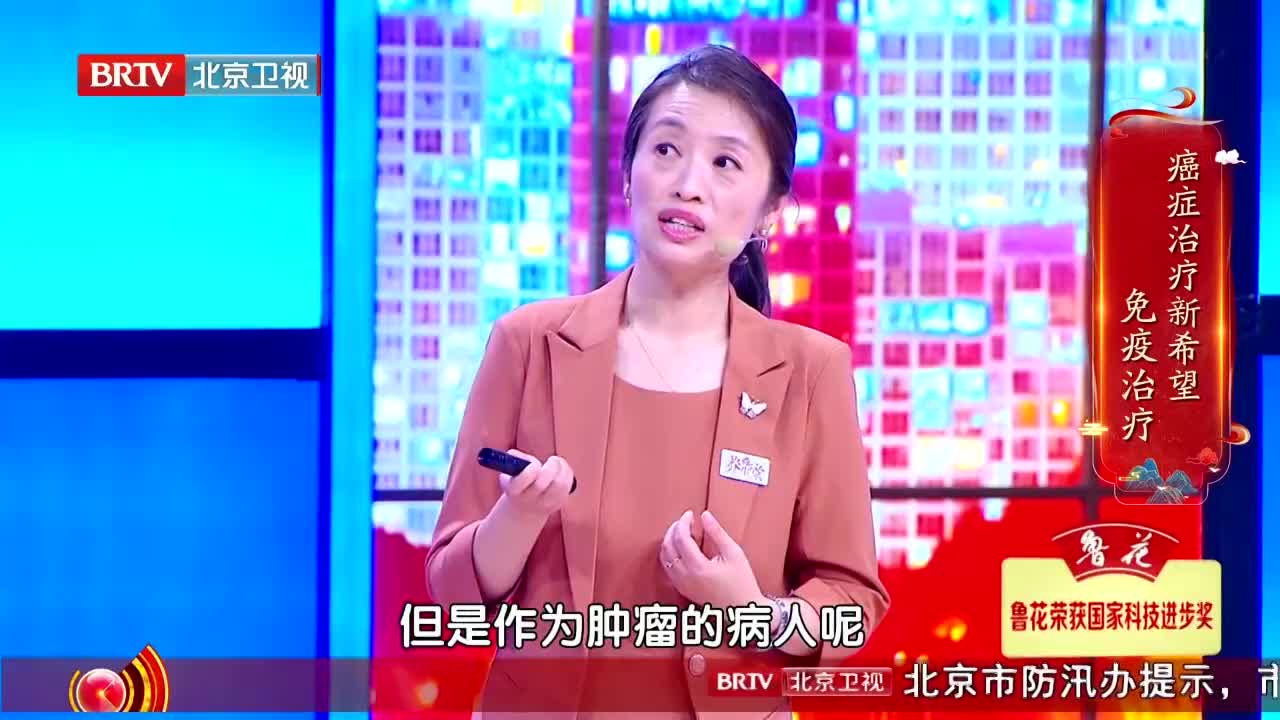 BRTV 北京卫视
癌症治疗新希望
免疫治疗
鲁花
鲁花荣获国家科技进步奖
但是作为肿瘤的病人呢
BRTV 北京卫视 北京市防汛办提示，市